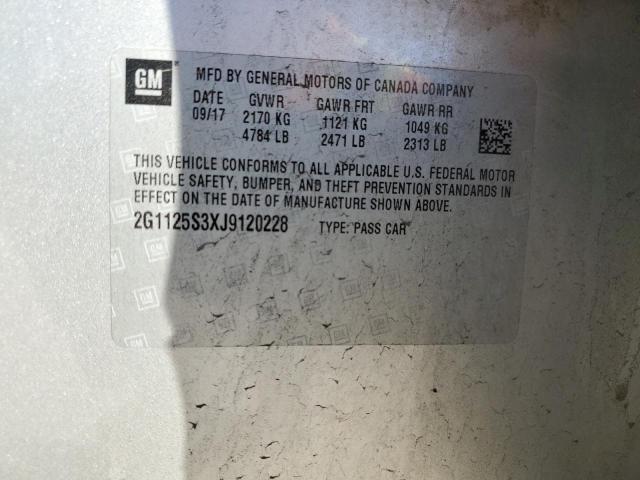 GM
MFD BY GENERAL MOTORS OF CANADA COMPANY
DATE GVWR GAWR FRT GAWR RR
09/17 2170 KG 1121 KG 1049 KG
4784 LB 2471 LB 2313 LB
THIS VEHICLE CONFORMS TO ALL APPLICABLE U.S. FEDERAL MOTOR
VEHICLE SAFETY, BUMPER, AND THEFT PREVENTION STANDARDS IN
EFFECT ON THE DATE OF MANUFACTURE SHOWN ABOVE.
2G1125S3XJ9120228 TYPE: PASS CAR